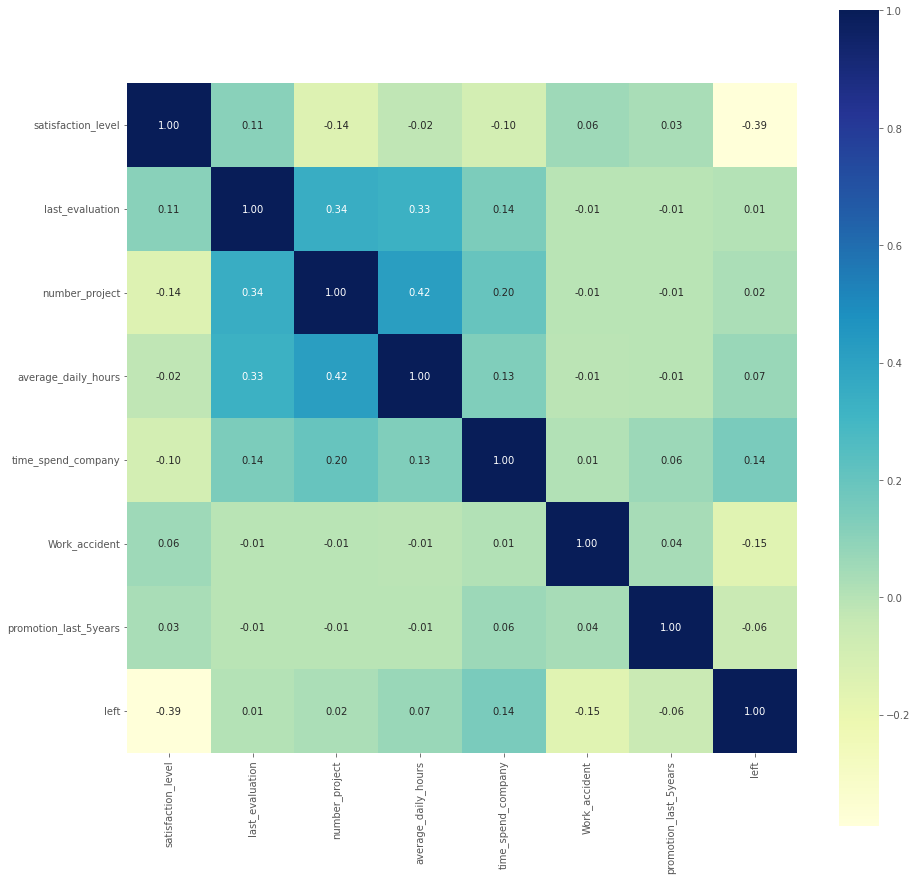 1.0
satisfaction_level 1.00 0.11 -0.14 -0.02 -0.10 0.06 0.03 -0.39
0.8
last_evaluation 0.11 1.00 0.34 0.33 0.14 -0.01 -0.01 0.01
0.6
number_project -0.14 0.34 1.00 0.42 0.20 -0.01 -0.01 0.02
average_daily_hours -0.02 0.33 0.42 1.00 0.13 -0.01 -0.01 0.07
0.4
time_spend_company -0.10 0.14 0.20 0.13 1.00 0.01 0.06 0.14
0.2
Work_accident 0.06 -0.01 -0.01 -0.01 0.01 1.00 0.04 -0.15
0.0
promotion_last_5years 0.03 -0.01 -0.01 -0.01 0.06 0.04 1.00 -0.06
left -0.39 0.01 0.02 0.07 0.14 -0.15 -0.06 1.00
−0.2
satisfaction_level
last_evaluation
number_project
average_daily_hours
time_spend_company
Work_accident
promotion_last_5years
left